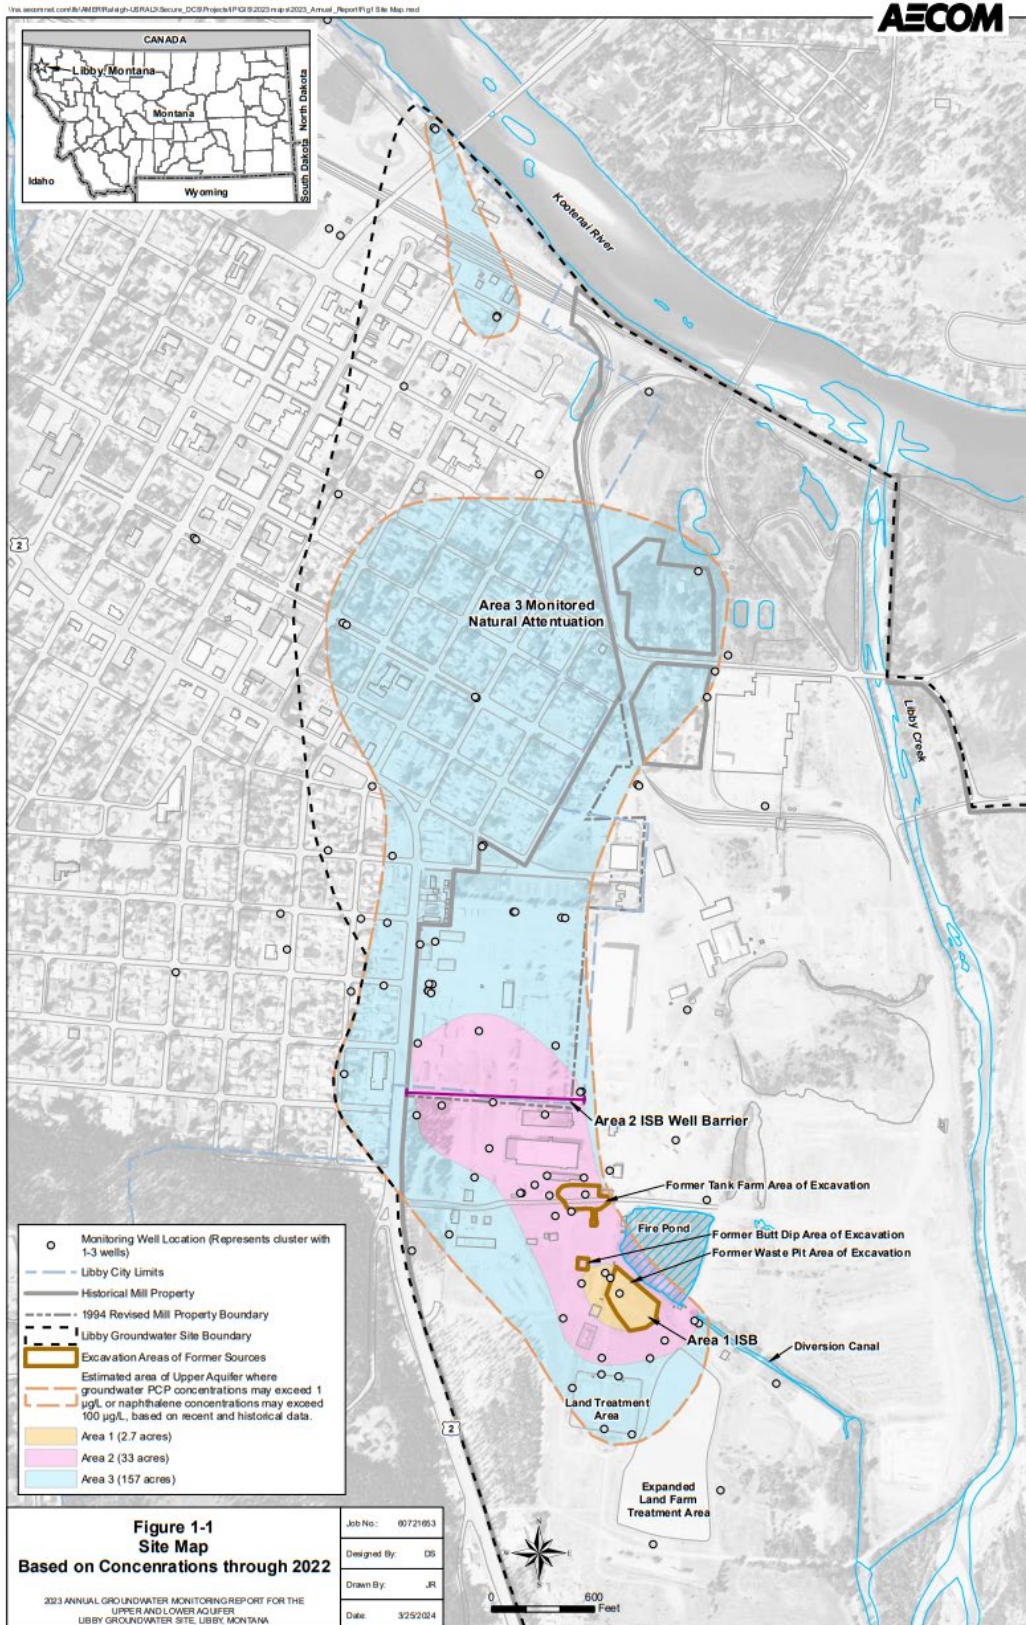 AECOM
CANADA
Libby, Montana
Montana
North Dakota
South Dakota
Idaho
Wyoming
Kootenai River
2
Area 3 Monitored
Natural Attentuation
Libby Creek
Area 2 ISB Well Barrier
Former Tank Farm Area of Excavation
Fire Pond
Former Butt Dip Area of Excavation
Former Waste Pit Area of Excavation
Area 1 ISB
Diversion Canal
Land Treatment
Area
2
Expanded
Land Farm
Treatment Area
Monitoring Well Location (Represents cluster with
1-3 wells)
Libby City Limits
Historical Mill Property
1994 Revised Mill Property Boundary
Libby Groundwater Site Boundary
Excavation Areas of Former Sources
Estimated area of Upper Aquifer where
groundwater PCP concentrations may exceed 1
µg/L or naphthalene concentrations may exceed
100 µg/L, based on recent and historical data.
Area 1 (2.7 acres)
Area 2 (33 acres)
Area 3 (157 acres)
Figure 1-1
Site Map
Based on Concenrations through 2022
2023 ANNUAL GROUNDWATER MONITORING REPORT FOR THE
UPPER AND LOWER AQUIFER
LIBBY GROUNDWATER SITE, LIBBY, MONTANA
Job No.: 60721653
Designed By: DS
Drawn By: JR
Date: 3/25/2024
N
E
S
W
0 600
Feet